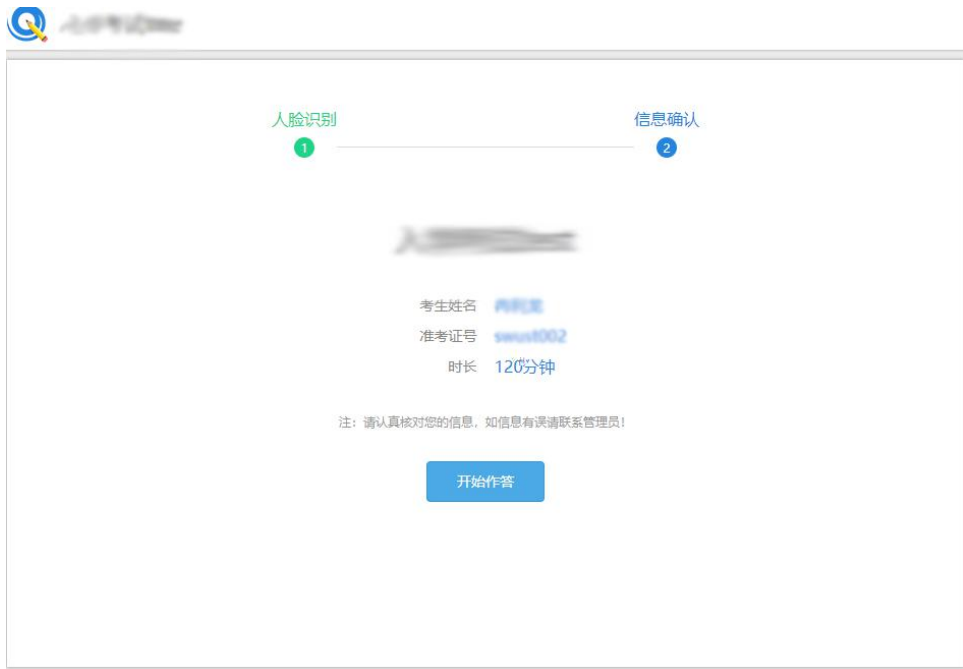 人脸识别
信息确认
1
2
考生姓名
准考证号
时长 120分钟
注：请认真核对您的信息，如信息有误请联系管理员！
开始作答